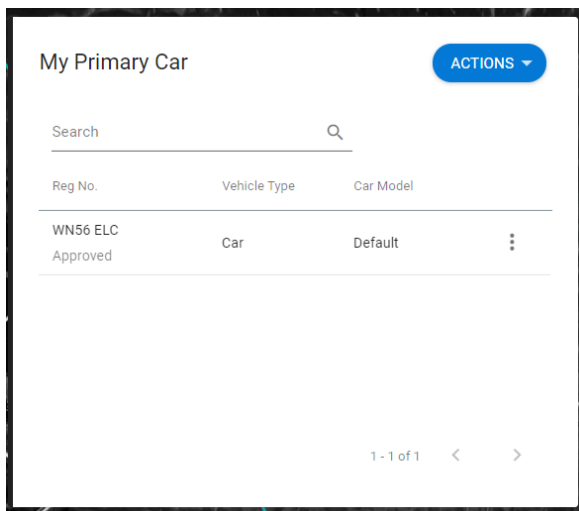 My Primary Car
ACTIONS
Search
Reg No. Vehicle Type Car Model
WN56 ELC
Approved
Car
Default
1 - 1 of 1